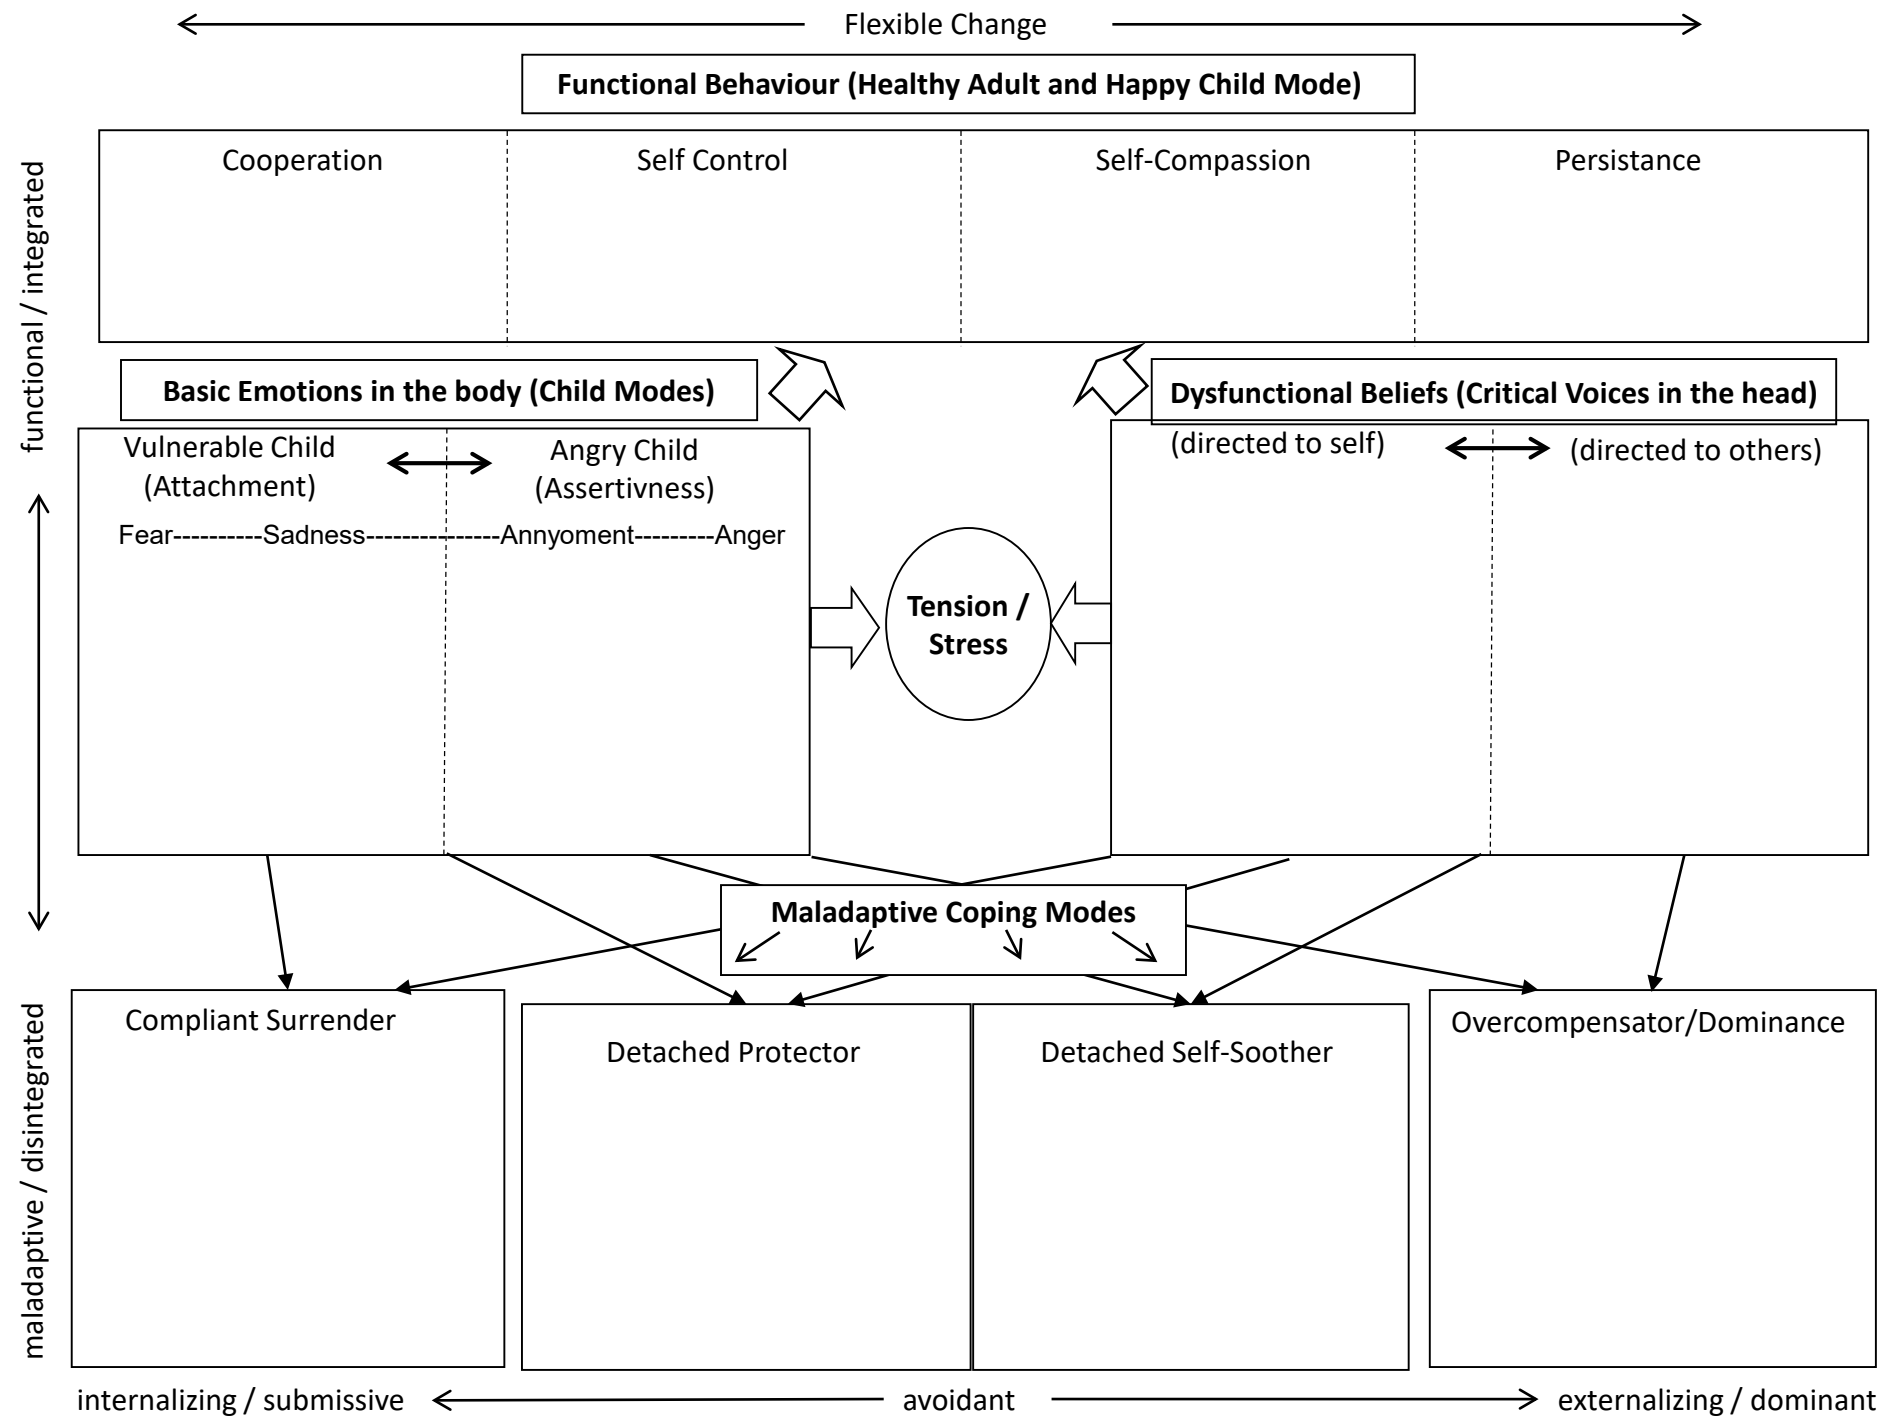 Flexible Change
Functional Behaviour (Healthy Adult and Happy Child Mode)
Cooperation
Self Control
Self-Compassion
Persistance
functional / integrated
Basic Emotions in the body (Child Modes)
Dysfunctional Beliefs (Critical Voices in the head)
Vulnerable Child
(Attachment)
Angry Child
(Assertivness)
Fear----------Sadness---------------Annyoment---------Anger
(directed to self)
(directed to others)
Tension /
Stress
Maladaptive Coping Modes
maladaptive / disintegrated
Compliant Surrender
Detached Protector
Detached Self-Soother
Overcompensator/Dominance
internalizing / submissive
avoidant
externalizing / dominant